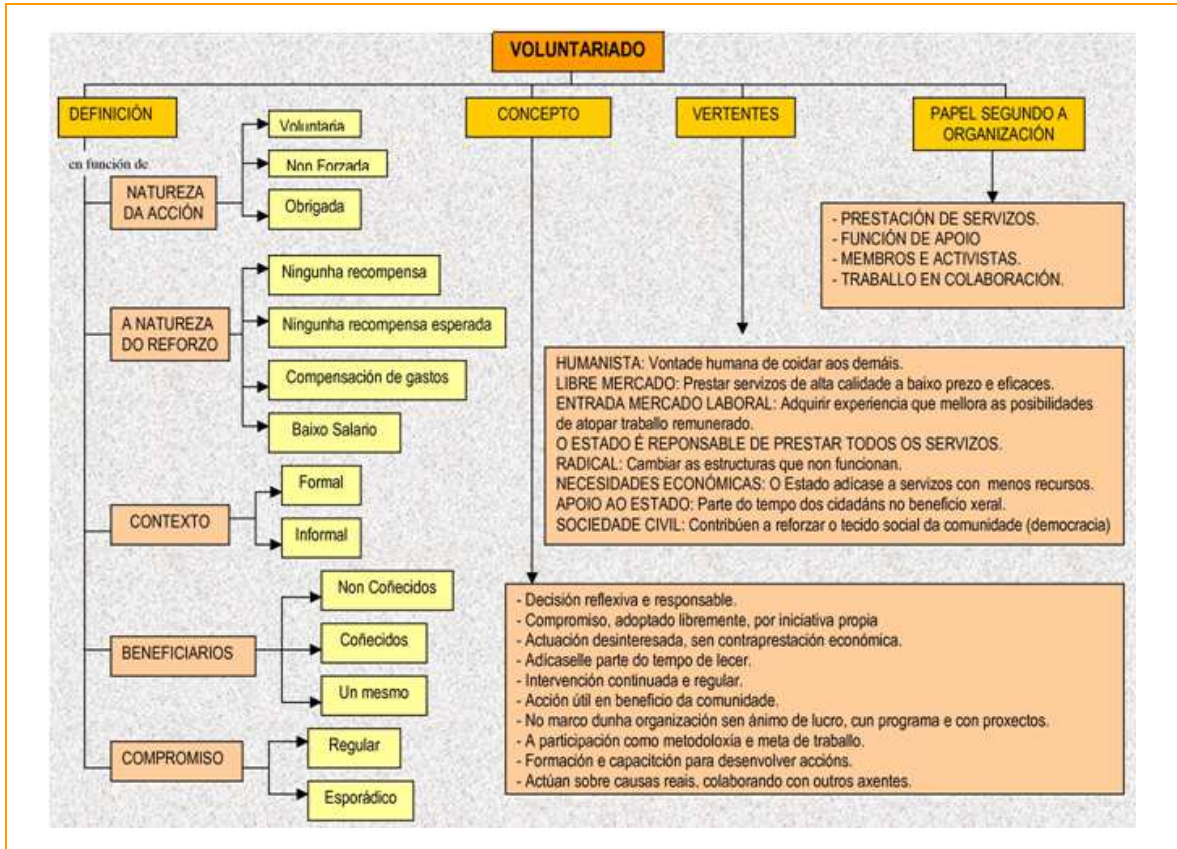 VOLUNTARIADO
DEFINICIÓN
en función de
NATUREZA
DA ACCIÓN
Voluntaria
Non Forzada
Obrigada
A NATUREZA
DO REFORZO
Ningunha recompensa
Ningunha recompensa esperada
Compensación de gastos
Baixo Salario
CONTEXTO
Formal
Informal
BENEFICIARIOS
Non Coñecidos
Coñecidos
Un mesmo
COMPROMISO
Regular
Esporádico
CONCEPTO
- Decisión reflexiva e responsable.
- Compromiso, adoptado libremente, por iniciativa propia
- Actuación desinteresada, sen contraprestación económica.
- Adícaselle parte do tempo de lecer.
- Intervención continuada e regular.
- Acción útil en beneficio da comunidade.
- No marco dunha organización sen ánimo de lucro, cun programa e con proxectos.
- A participación como metodoloxia e meta de traballo.
- Formación e capacitción para desenvolver accións.
- Actúan sobre causas reais, colaborando con outros axentes.
VERTENTES
HUMANISTA: Vontade humana de coidar aos demáis.
LIBRE MERCADO: Prestar servizos de alta calidade a baixo prezo e eficaces.
ENTRADA MERCADO LABORAL: Adquirir experiencia que mellora as posibilidades
de atopar traballo remunerado.
O ESTADO É REPONSABLE DE PRESTAR TODOS OS SERVIZOS.
RADICAL: Cambiar as estructuras que non funcionan.
NECESIDADES ECONÓMICAS: O Estado adícase a servizos con menos recursos.
APOIO AO ESTADO: Parte do tempo dos cidadáns no beneficio xeral.
SOCIEDADE CIVIL: Contribúen a reforzar o tecido social da comunidade (democracia)
PAPEL SEGUNDO A
ORGANIZACIÓN
- PRESTACIÓN DE SERVIZOS.
- FUNCIÓN DE APOIO
- MEMBROS E ACTIVISTAS.
- TRABALLO EN COLABORACIÓN.